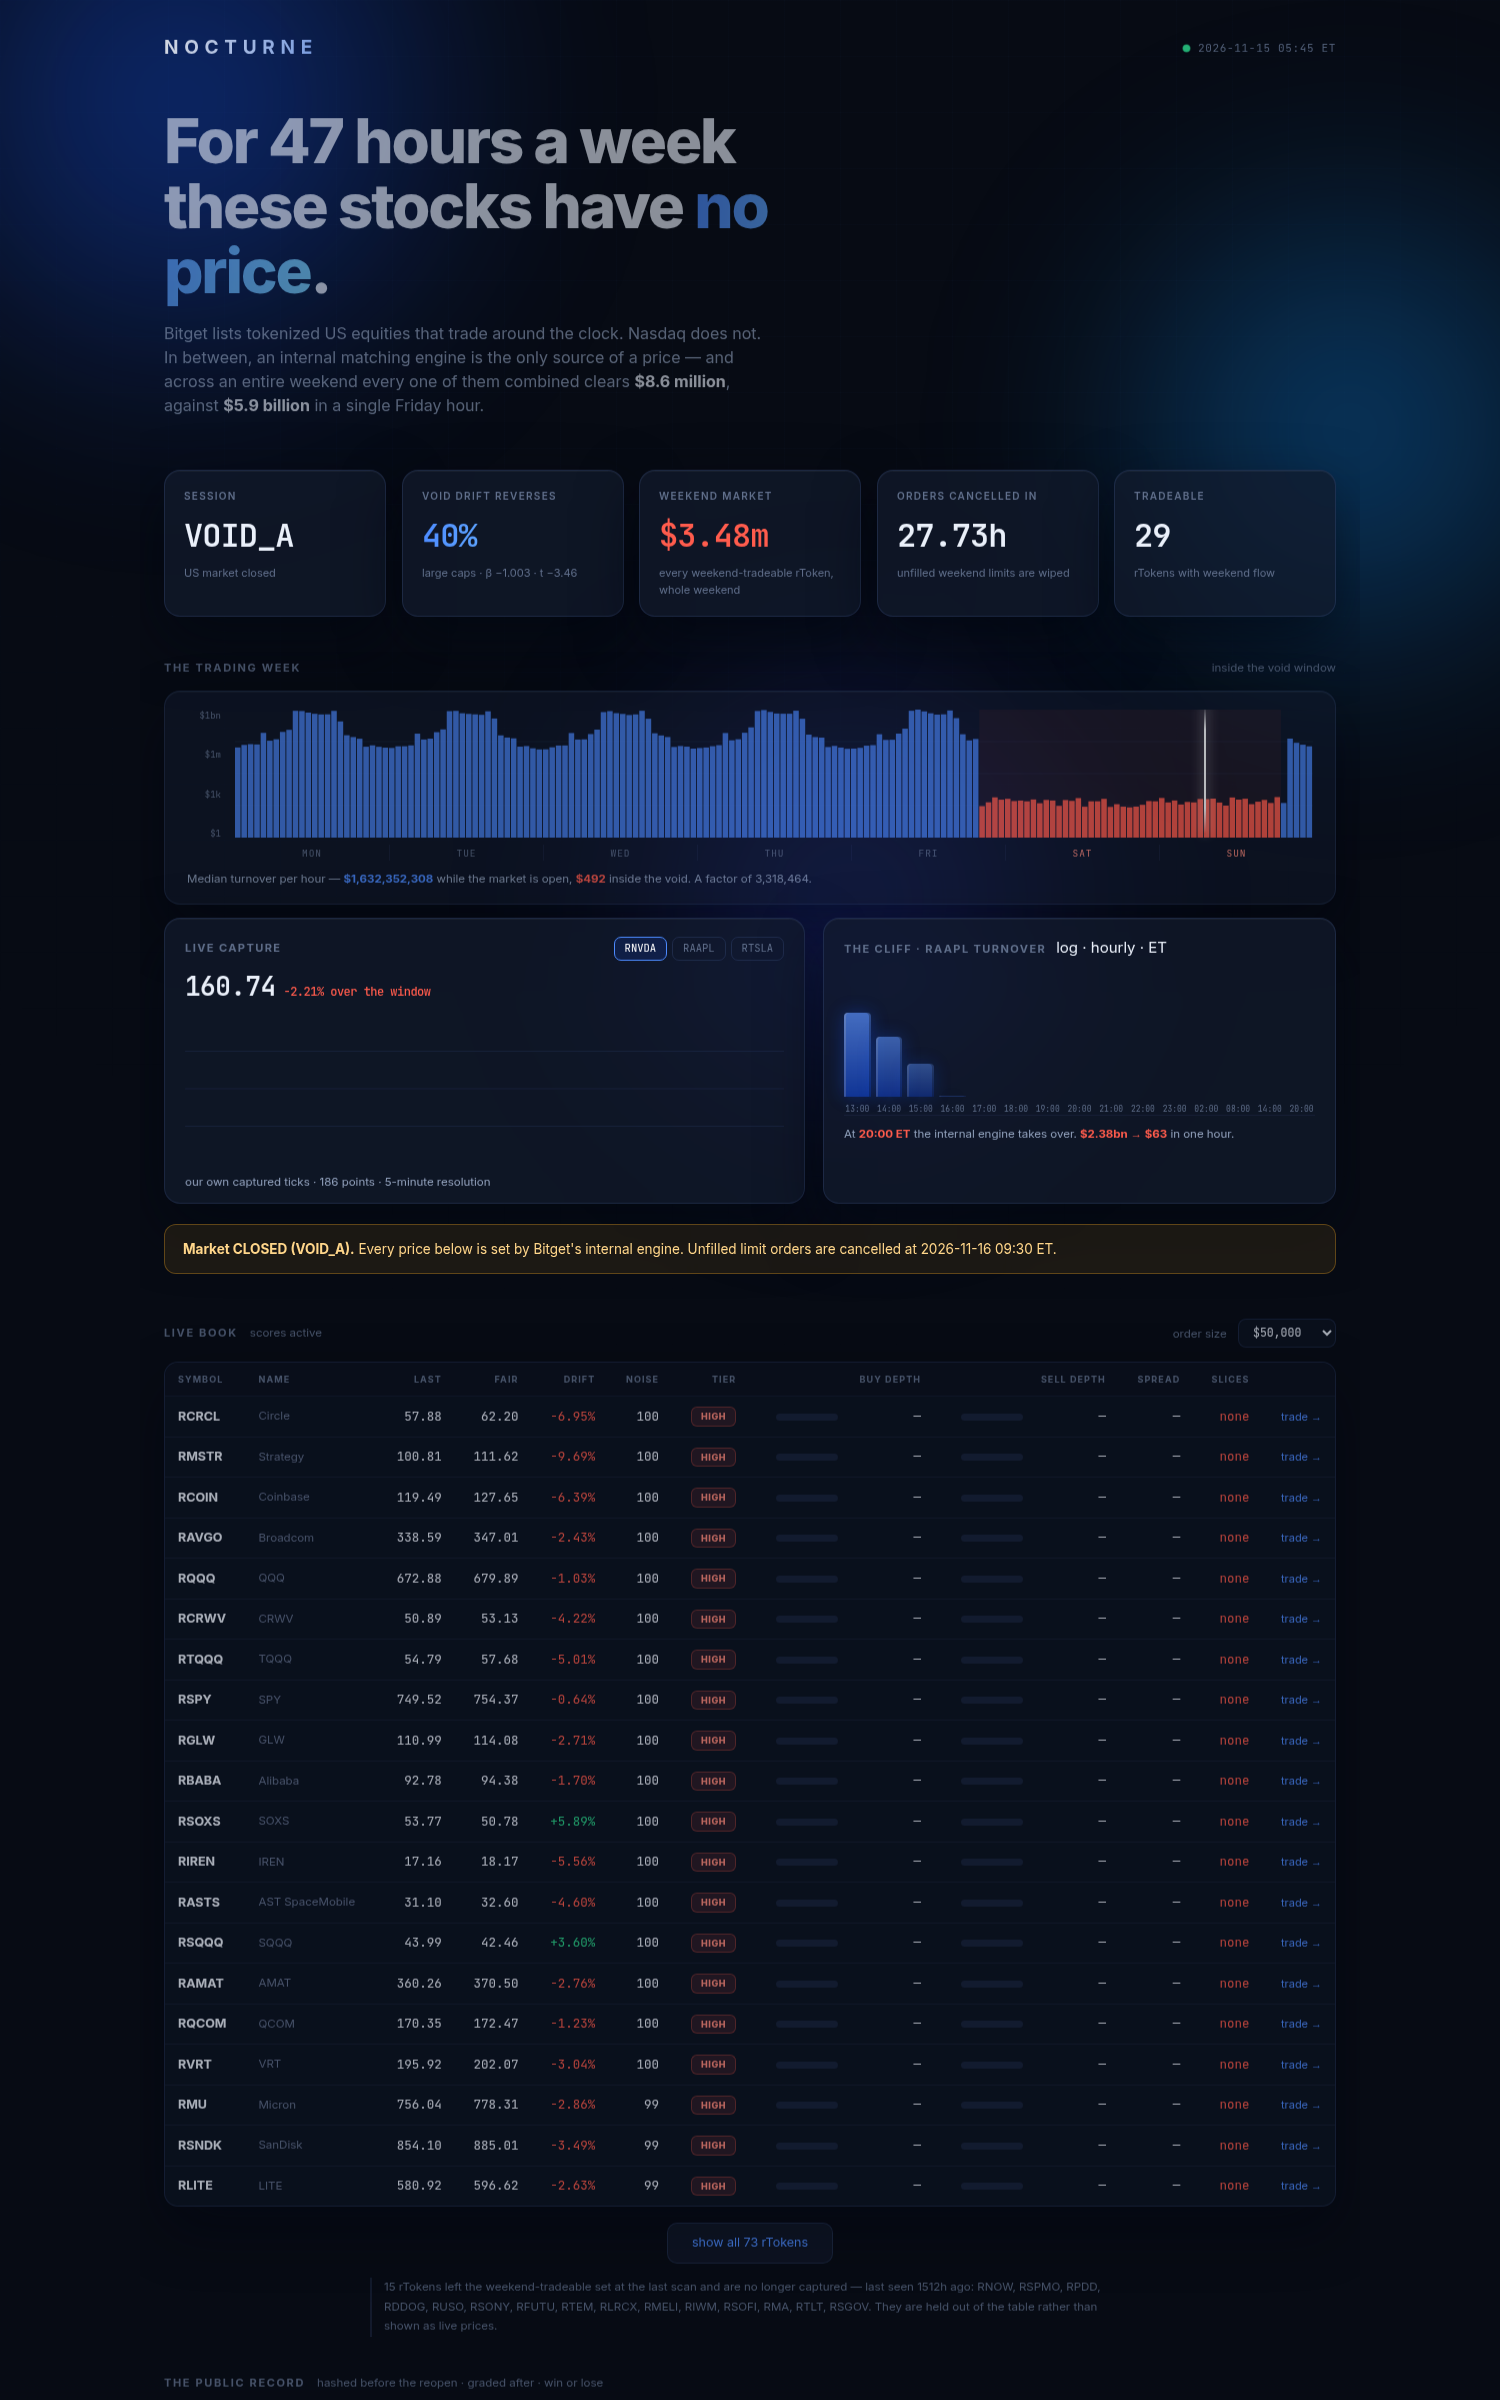 NOCTURNE
2026-11-15 05:45 ET
For 47 hours a week
these stocks have no
price.
Bitget lists tokenized US equities that trade around the clock. Nasdaq does not.
In between, an internal matching engine is the only source of a price — and
across an entire weekend every one of them combined clears $8.6 million,
against $5.9 billion in a single Friday hour.
SESSION
VOID_A
US market closed
VOID DRIFT REVERSES
40%
large caps · β −1.003 · t −3.46
WEEKEND MARKET
$3.48m
every weekend-tradeable rToken,
whole weekend
ORDERS CANCELLED IN
27.73h
unfilled weekend limits are wiped
TRADEABLE
29
rTokens with weekend flow
THE TRADING WEEK
inside the void window
$1bn
$1m
$1k
$1
MON TUE WED THU FRI SAT SUN
Median turnover per hour — $1,632,352,308 while the market is open, $492 inside the void. A factor of 3,318,464.
LIVE CAPTURE
RNVDA RAAPL RTSLA
160.74 -2.21% over the window
our own captured ticks · 186 points · 5-minute resolution
THE CLIFF · RAAPL TURNOVER log · hourly · ET
13:00 14:00 15:00 16:00 17:00 18:00 19:00 20:00 21:00 22:00 23:00 02:00 08:00 14:00 20:00
At 20:00 ET the internal engine takes over. $2.38bn → $63 in one hour.
Market CLOSED (VOID_A). Every price below is set by Bitget's internal engine. Unfilled limit orders are cancelled at 2026-11-16 09:30 ET.
LIVE BOOK scores active
order size $50,000
SYMBOL NAME LAST FAIR DRIFT NOISE TIER BUY DEPTH SELL DEPTH SPREAD SLICES
RCRCL Circle 57.88 62.20 -6.95% 100 HIGH — — — none trade →
RMSTR Strategy 100.81 111.62 -9.69% 100 HIGH — — — none trade →
RCOIN Coinbase 119.49 127.65 -6.39% 100 HIGH — — — none trade →
RAVGO Broadcom 338.59 347.01 -2.43% 100 HIGH — — — none trade →
RQQQ QQQ 672.88 679.89 -1.03% 100 HIGH — — — none trade →
RCRWV CRWV 50.89 53.13 -4.22% 100 HIGH — — — none trade →
RTQQQ TQQQ 54.79 57.68 -5.01% 100 HIGH — — — none trade →
RSPY SPY 749.52 754.37 -0.64% 100 HIGH — — — none trade →
RGLW GLW 110.99 114.08 -2.71% 100 HIGH — — — none trade →
RBABA Alibaba 92.78 94.38 -1.70% 100 HIGH — — — none trade →
RSOXS SOXS 53.77 50.78 +5.89% 100 HIGH — — — none trade →
RIREN IREN 17.16 18.17 -5.56% 100 HIGH — — — none trade →
RASTS AST SpaceMobile 31.10 32.60 -4.60% 100 HIGH — — — none trade →
RSQQQ SQQQ 43.99 42.46 +3.60% 100 HIGH — — — none trade →
RAMAT AMAT 360.26 370.50 -2.76% 100 HIGH — — — none trade →
RQCOM QCOM 170.35 172.47 -1.23% 100 HIGH — — — none trade →
RVRT VRT 195.92 202.07 -3.04% 100 HIGH — — — none trade →
RMU Micron 756.04 778.31 -2.86% 99 HIGH — — — none trade →
RSNDK SanDisk 854.10 885.01 -3.49% 99 HIGH — — — none trade →
RLITE LITE 580.92 596.62 -2.63% 99 HIGH — — — none trade →
show all 73 rTokens
15 rTokens left the weekend-tradeable set at the last scan and are no longer captured — last seen 1512h ago: RNOW, RSPMO, RPDD,
RDDOG, RUSO, RSONY, RFUTU, RTEM, RLRCX, RMELI, RIWM, RSOFI, RMA, RTLT, RSGOV. They are held out of the table rather than
shown as live prices.
THE PUBLIC RECORD hashed before the reopen · graded after · win or lose